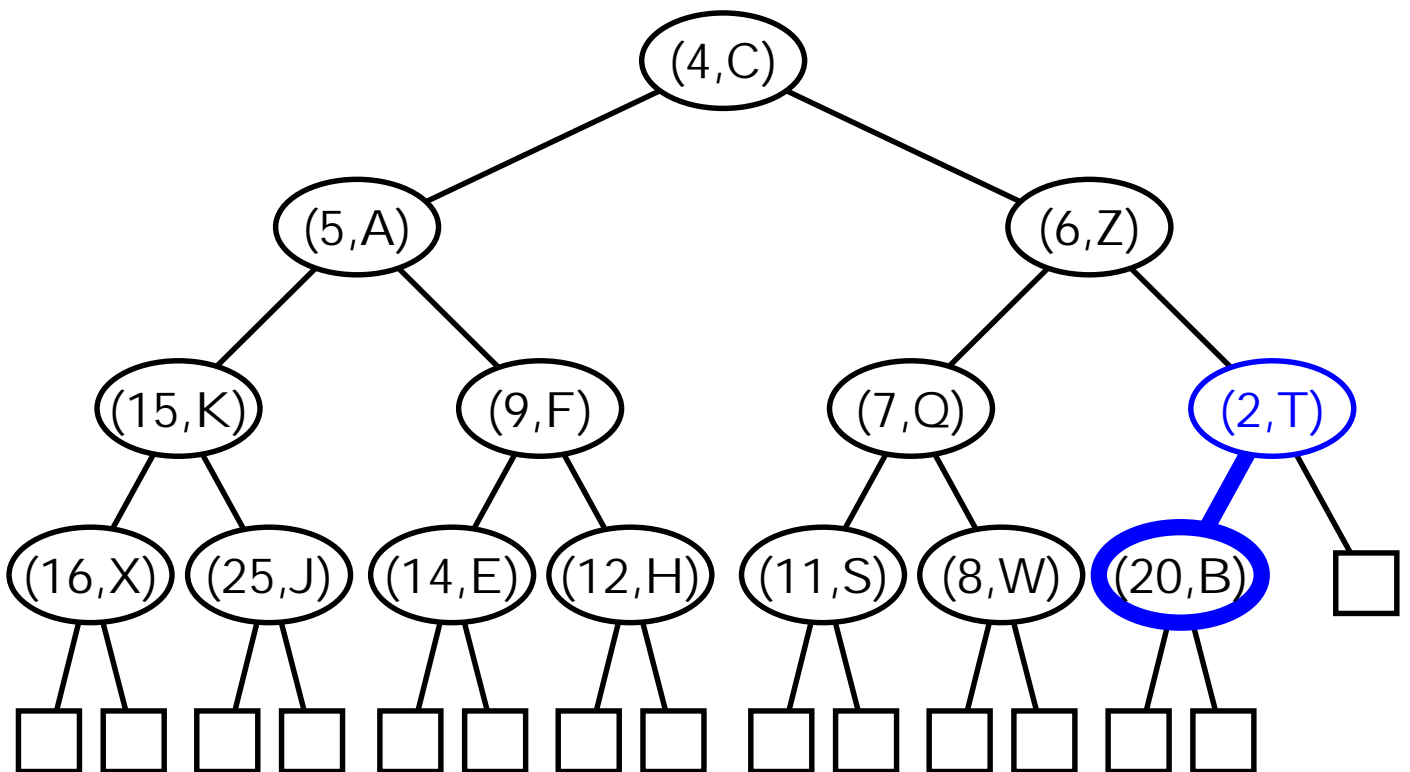 (4,C)
(5,A) (6,Z)
(15,K) (9,F) (7,Q) (2,T)
(16,X) (25,J) (14,E) (12,H) (11,S) (8,W) (20,B)